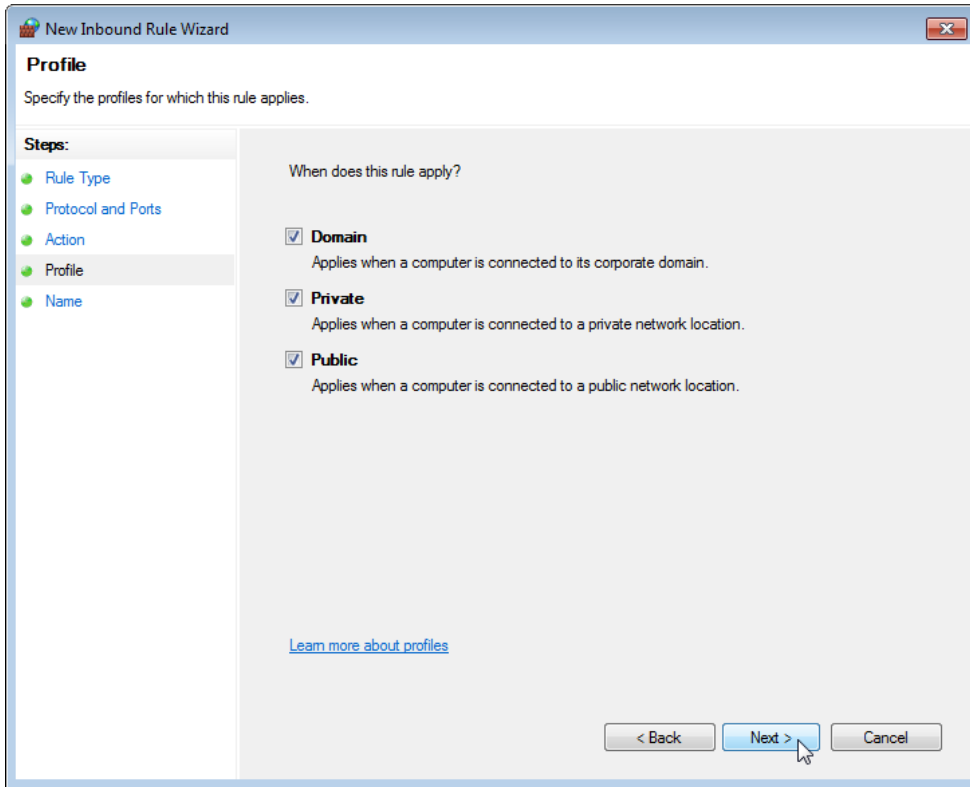 New Inbound Rule Wizard
Profile
Specify the profiles for which this rule applies.
Steps:
Rule Type
Protocol and Ports
Action
Profile
Name
When does this rule apply?
Domain
Applies when a computer is connected to its corporate domain.
Private
Applies when a computer is connected to a private network location.
Public
Applies when a computer is connected to a public network location.
Learn more about profiles
< Back
Next >
Cancel